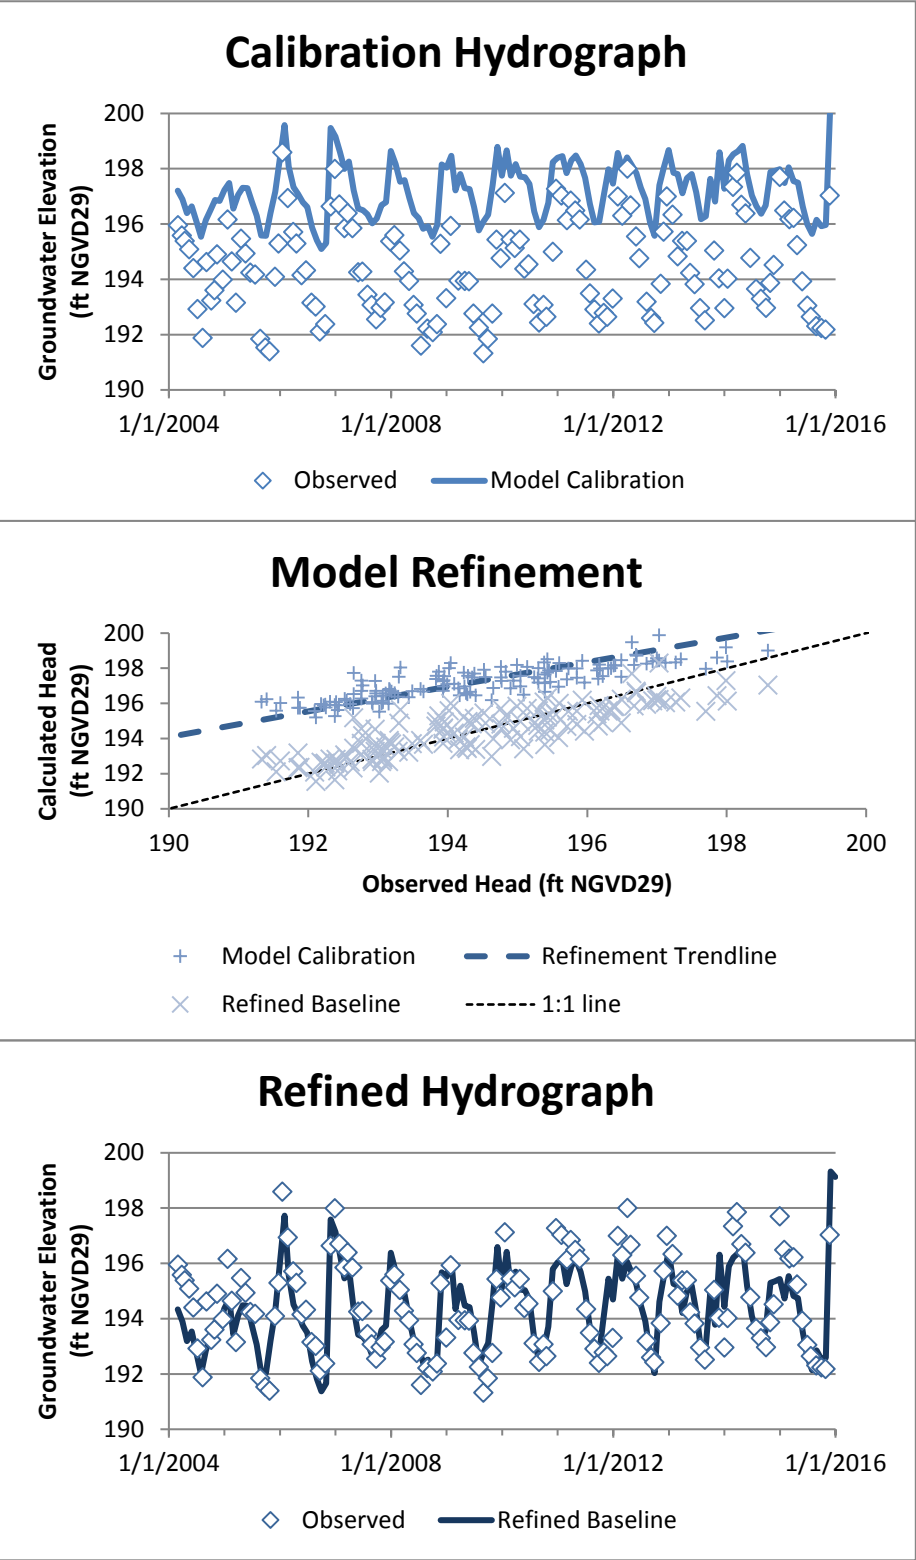 Calibration Hydrograph
Groundwater Elevation
(ft NGVD29)
200
198
196
194
192
190
1/1/2004 1/1/2008 1/1/2012 1/1/2016
Observed Model Calibration
Model Refinement
Calculated Head
(ft NGVD29)
200
198
196
194
192
190
190 192 194 196 198 200
Observed Head (ft NGVD29)
Model Calibration Refinement Trendline
Refined Baseline 1:1 line
Refined Hydrograph
Groundwater Elevation
(ft NGVD29)
200
198
196
194
192
190
1/1/2004 1/1/2008 1/1/2012 1/1/2016
Observed Refined Baseline